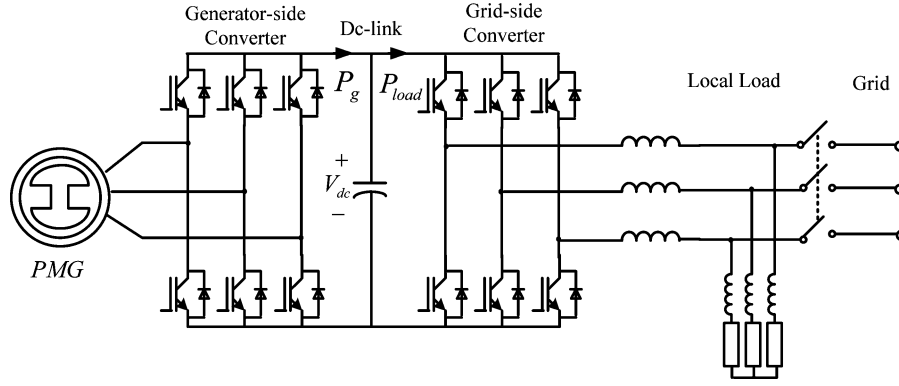 Generator-side
Converter
Dc-link
Grid-side
Converter
P_g
P_load
Local Load
Grid
+
V_dc
−
PMG